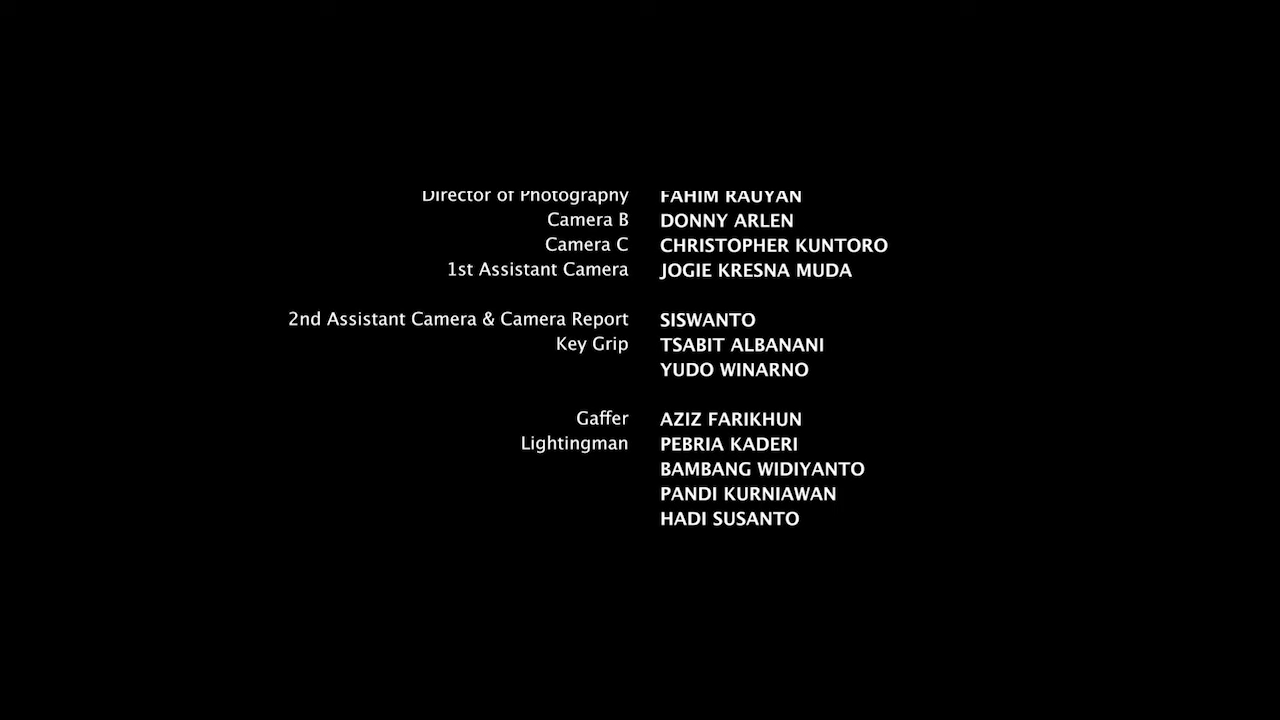 Director of Photography FAHIM RAUYAN
Camera B DONNY ARLEN
Camera C CHRISTOPHER KUNTORO
1st Assistant Camera JOGIE KRESNA MUDA
2nd Assistant Camera & Camera Report SISWANTO
Key Grip TSABIT ALBANANI
YUDO WINARNO
Gaffer AZIZ FARIKHUN
Lightingman PEBRIA KADERI
BAMBANG WIDIYANTO
PANDI KURNIAWAN
HADI SUSANTO